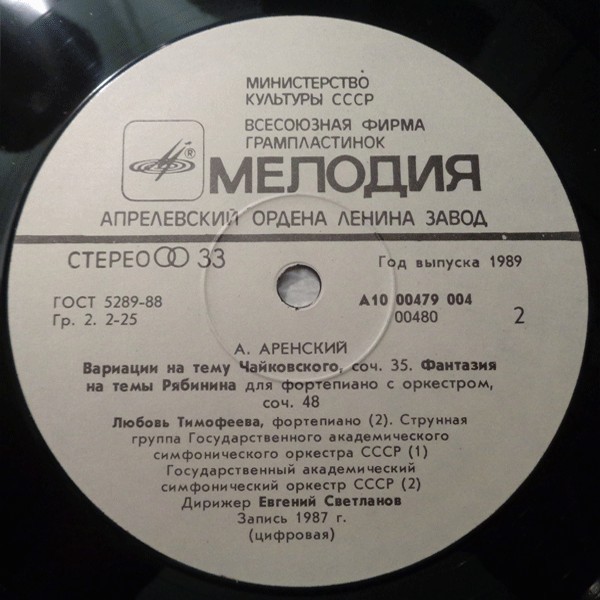 МИНИСТЕРСТВО
КУЛЬТУРЫ СССР
ВСЕСОЮЗНАЯ ФИРМА
ГРАМПЛАСТИНОК
МЕЛОДИЯ
АПРЕЛЕВСКИЙ ОРДЕНА ЛЕНИНА ЗАВОД
СТЕРЕО 33
Год выпуска 1989
ГОСТ 5289-88
А10 00479 004
Гр. 2. 2-25
00480
2
А. АРЕНСКИЙ
Вариации на тему Чайковского, соч. 35. Фантазия
на темы Рябинина для фортепиано с оркестром,
соч. 48
Любовь Тимофеева, фортепиано (2). Струнная
группа Государственного академического
симфонического оркестра СССР (1)
Государственный академический
симфонический оркестр СССР (2)
Дирижер Евгений Светланов
Запись 1987 г.
(цифровая)